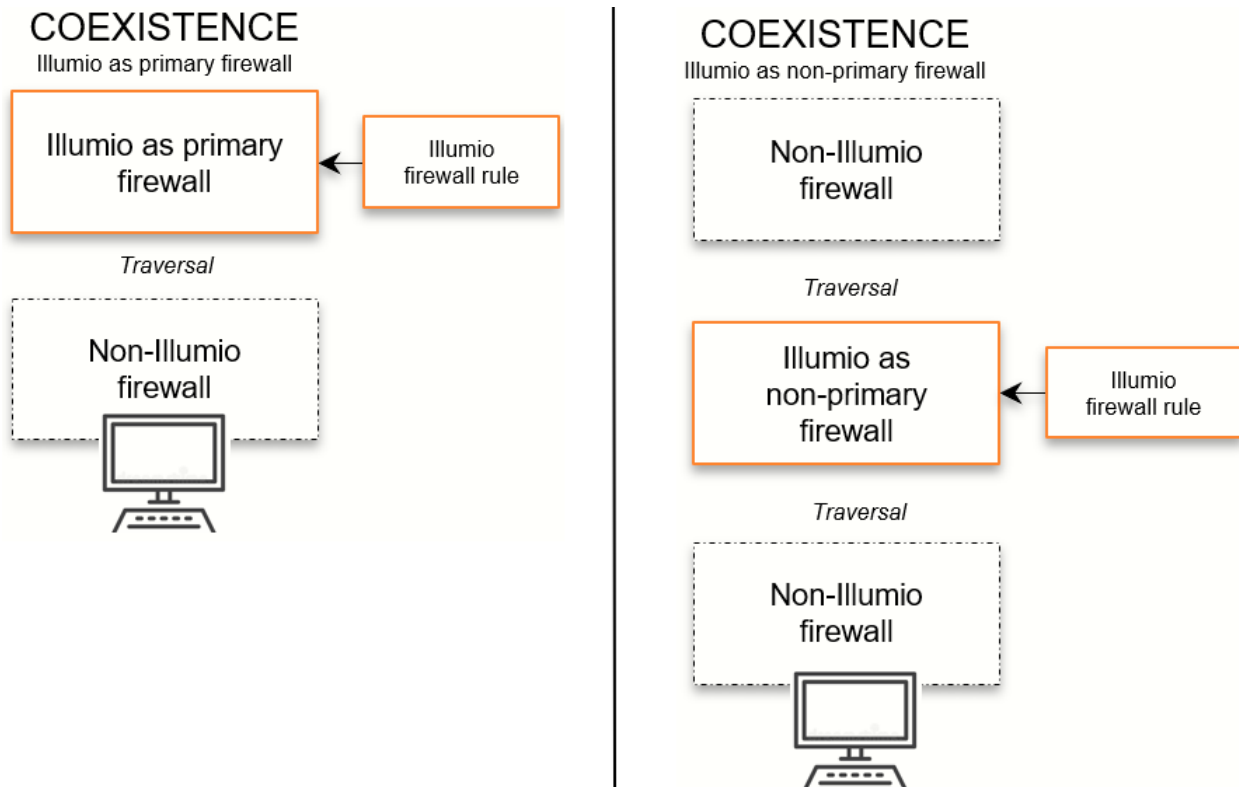 COEXISTENCE
Illumio as primary firewall
Illumio as primary
firewall
Illumio
firewall rule
Traversal
Non-Illumio
firewall
COEXISTENCE
Illumio as non-primary firewall
Non-Illumio
firewall
Traversal
Illumio as
non-primary
firewall
Illumio
firewall rule
Traversal
Non-Illumio
firewall